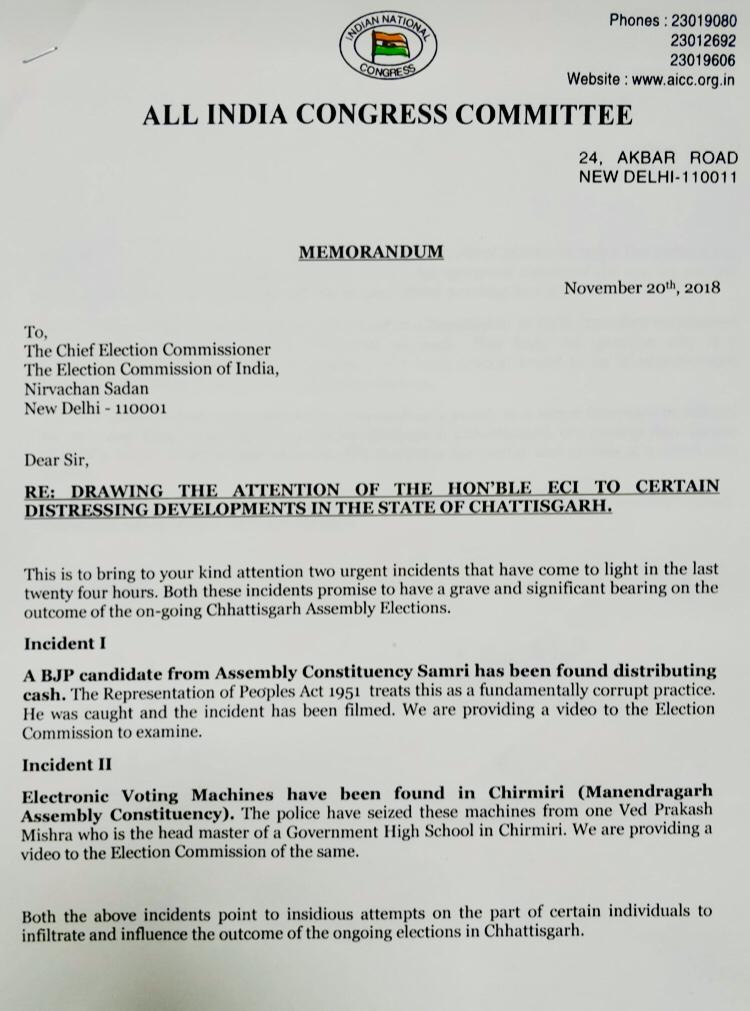 INDIAN NATIONAL
CONGRESS
Phones : 23019080
23012692
23019606
Website : www.aicc.org.in
ALL INDIA CONGRESS COMMITTEE
24, AKBAR ROAD
NEW DELHI-110011
MEMORANDUM
November 20th, 2018
To,
The Chief Election Commissioner
The Election Commission of India,
Nirvachan Sadan
New Delhi - 110001
Dear Sir,
RE: DRAWING THE ATTENTION OF THE HON'BLE ECI TO CERTAIN
DISTRESSING DEVELOPMENTS IN THE STATE OF CHATTISGARH.
This is to bring to your kind attention two urgent incidents that have come to light in the last
twenty four hours. Both these incidents promise to have a grave and significant bearing on the
outcome of the on-going Chhattisgarh Assembly Elections.
Incident I
A BJP candidate from Assembly Constituency Samri has been found distributing
cash. The Representation of Peoples Act 1951 treats this as a fundamentally corrupt practice.
He was caught and the incident has been filmed. We are providing a video to the Election
Commission to examine.
Incident II
Electronic Voting Machines have been found in Chirmiri (Manendragarh
Assembly Constituency). The police have seized these machines from one Ved Prakash
Mishra who is the head master of a Government High School in Chirmiri. We are providing a
video to the Election Commission of the same.
Both the above incidents point to insidious attempts on the part of certain individuals to
infiltrate and influence the outcome of the ongoing elections in Chhattisgarh.